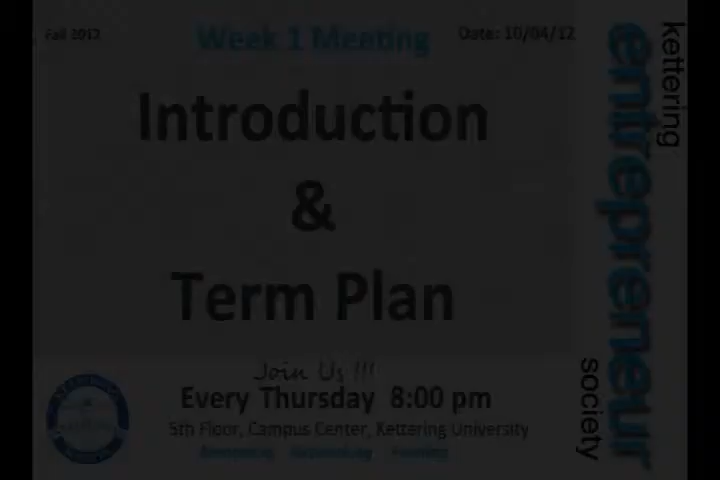 Fall 2012
Week 1 Meeting
Date: 10/04/12
Introduction
&
Term Plan
Join Us !!!
Every Thursday 8:00 pm
5th Floor, Campus Center, Kettering University
kettering
entrepreneur
society